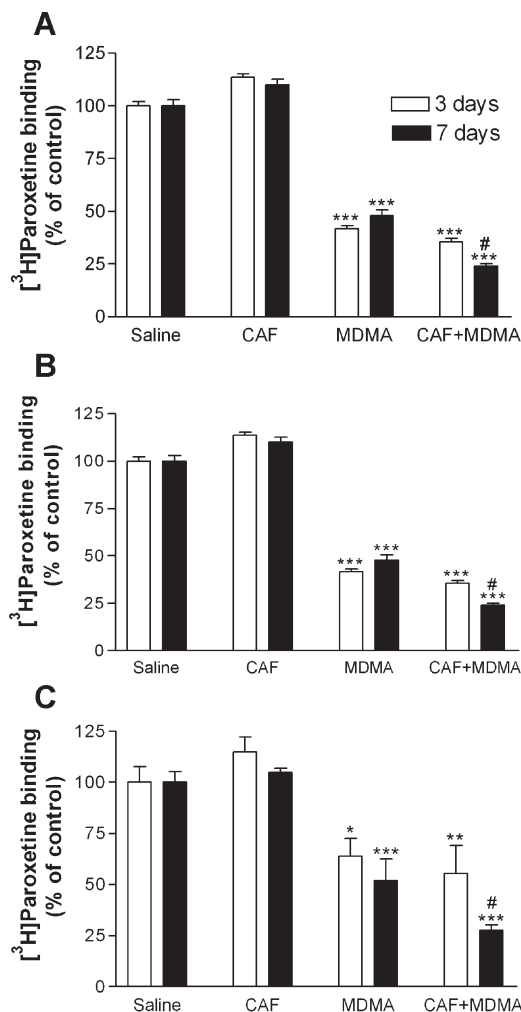 A
[³H]Paroxetine binding
(% of control)
125
100
75
50
25
0
3 days
7 days
***
***
***
#
***
Saline CAF MDMA CAF+MDMA
B
[³H]Paroxetine binding
(% of control)
125
100
75
50
25
0
***
***
***
#
***
Saline CAF MDMA CAF+MDMA
C
[³H]Paroxetine binding
(% of control)
125
100
75
50
25
0
*
***
**
#
***
Saline CAF MDMA CAF+MDMA